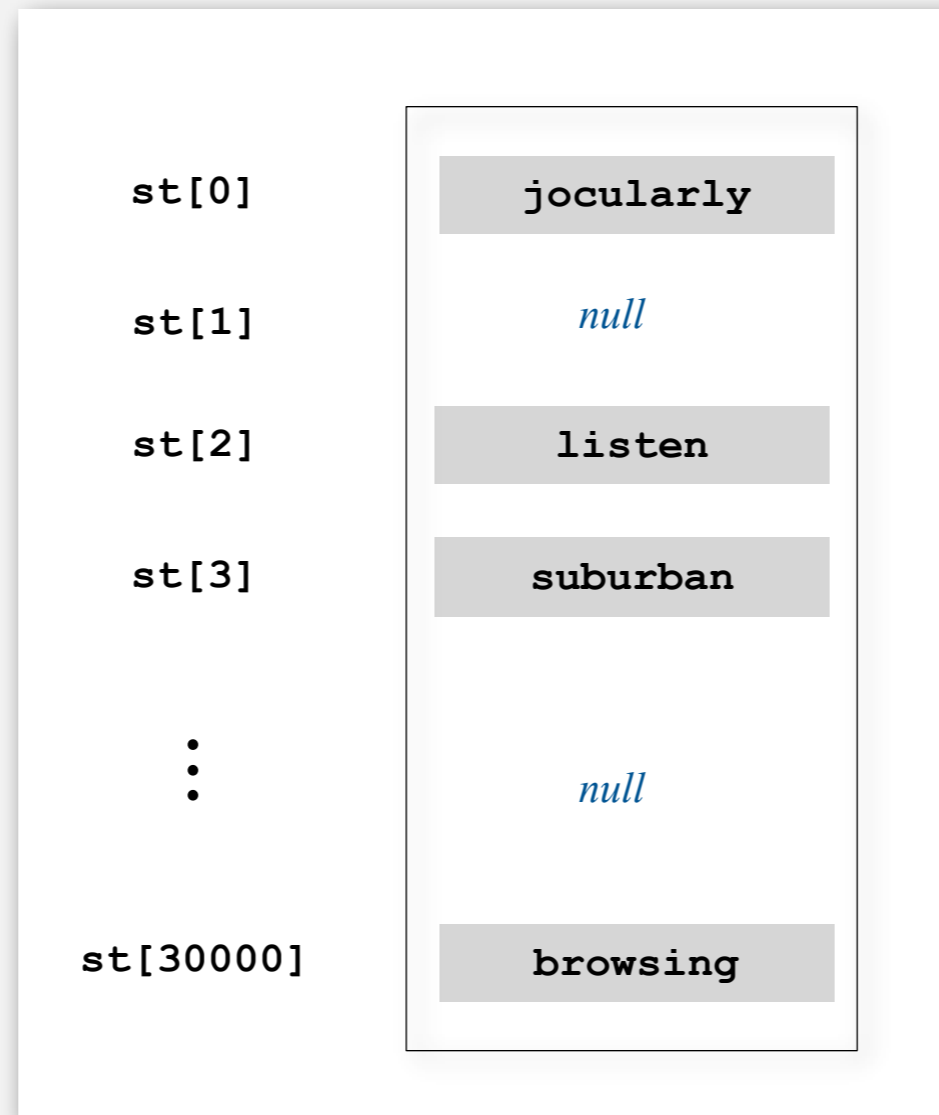 st[0] jocularly
st[1] null
st[2] listen
st[3] suburban
null
st[30000] browsing